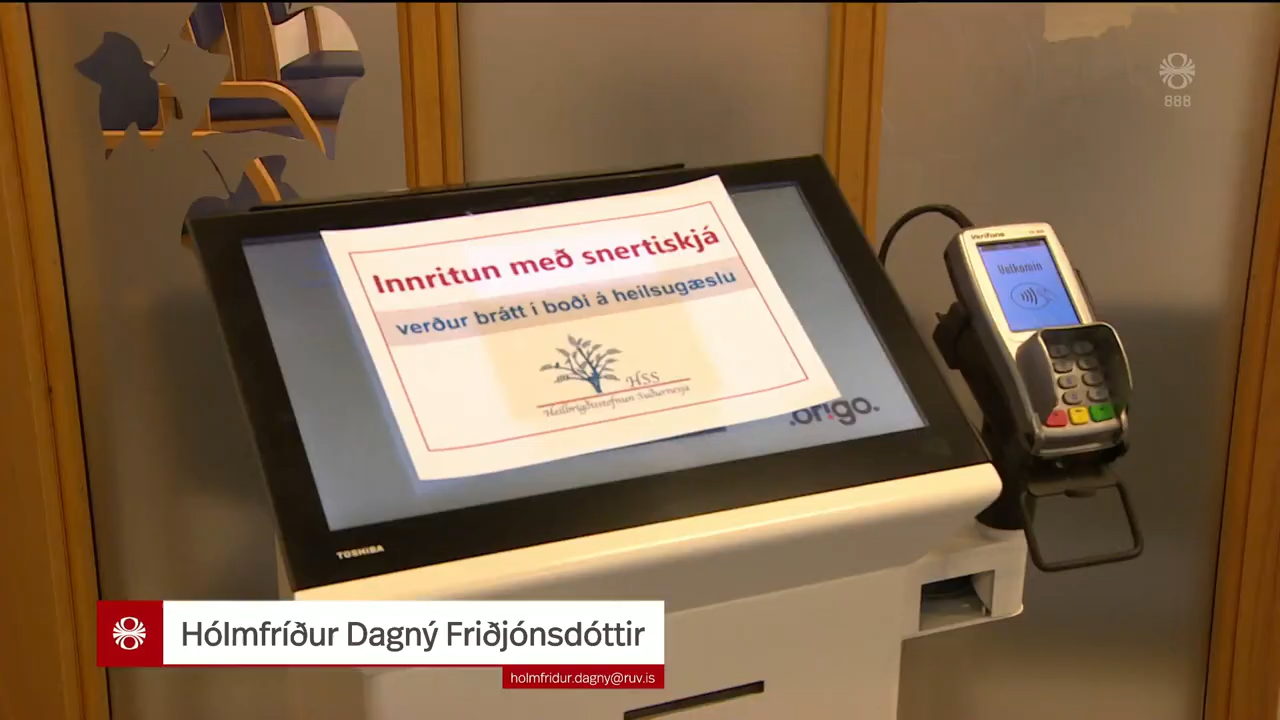 888
Innritun með snertiskjá
verður brátt í boði á heilsugæslu
HSS
Heilbrigðisstofnun Suðurnesja
.origo.
TOSHIBA
Verifone
Velkomin
Hólmfríður Dagný Friðjónsdóttir
holmfridur.dagny@ruv.is